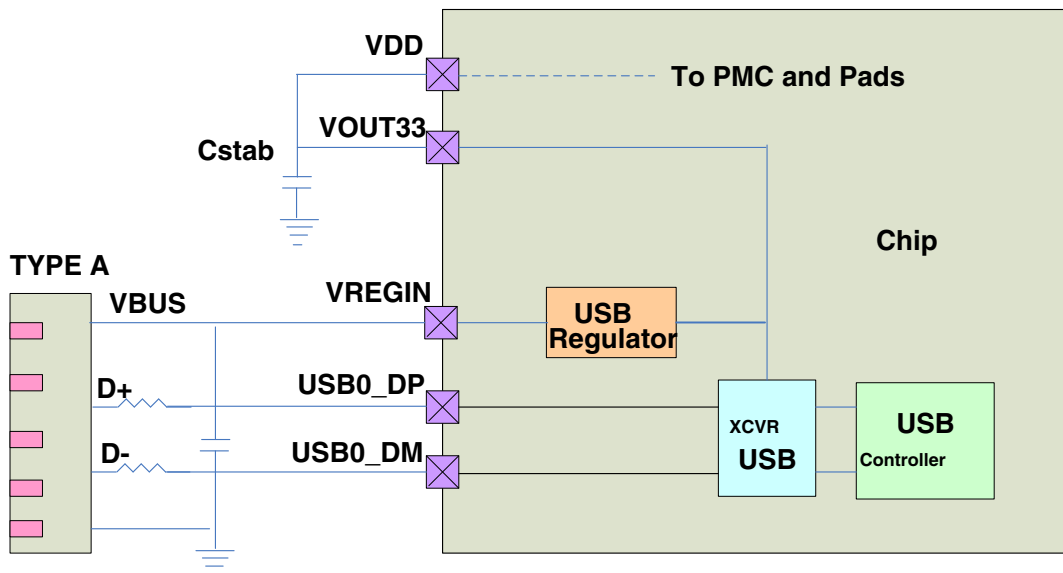 VDD
To PMC and Pads
VOUT33
Cstab
Chip
TYPE A
VBUS
VREGIN
USB
Regulator
D+
USB0_DP
D-
USB0_DM
XCVR
USB
USB
Controller